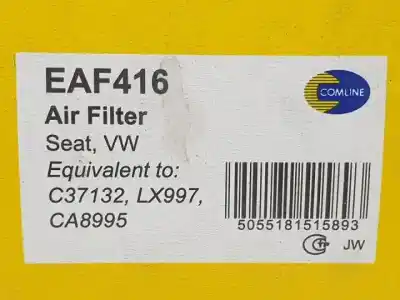 EAF416
COMLINE
Air Filter
Seat, VW
Equivalent to:
C37132, LX997,
CA8995
5055181515893
JW